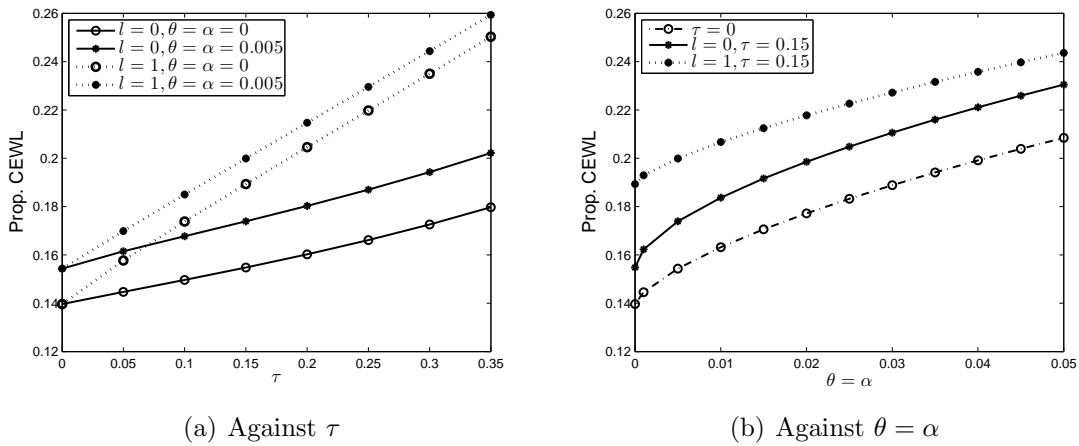 l = 0, θ = α = 0
l = 0, θ = α = 0.005
l = 1, θ = α = 0
l = 1, θ = α = 0.005
0.26
0.24
0.22
0.2
0.18
0.16
0.14
0.12
Prop. CEWL
0 0.05 0.1 0.15 0.2 0.25 0.3 0.35
τ
(a) Against τ
τ = 0
l = 0, τ = 0.15
l = 1, τ = 0.15
0.26
0.24
0.22
0.2
0.18
0.16
0.14
0.12
Prop. CEWL
0 0.01 0.02 0.03 0.04 0.05
θ = α
(b) Against θ = α